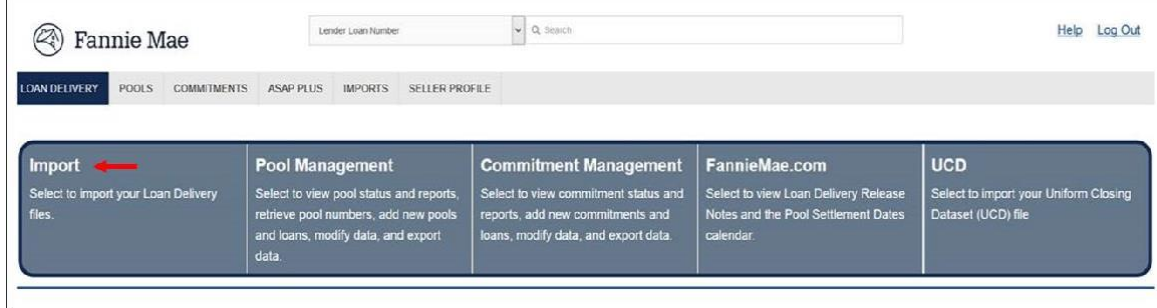 Fannie Mae
Lender Loan Number
Search
Help Log Out
LOAN DELIVERY POOLS COMMITMENTS ASAP PLUS IMPORTS SELLER PROFILE
Import
Select to import your Loan Delivery
files.
Pool Management
Select to view pool status and reports,
retrieve pool numbers, add new pools
and loans, modify data, and export
data.
Commitment Management
Select to view commitment status and
reports, add new commitments and
loans, modify data, and export data.
FannieMae.com
Select to view Loan Delivery Release
Notes and the Pool Settlement Dates
calendar.
UCD
Select to import your Uniform Closing
Dataset (UCD) file